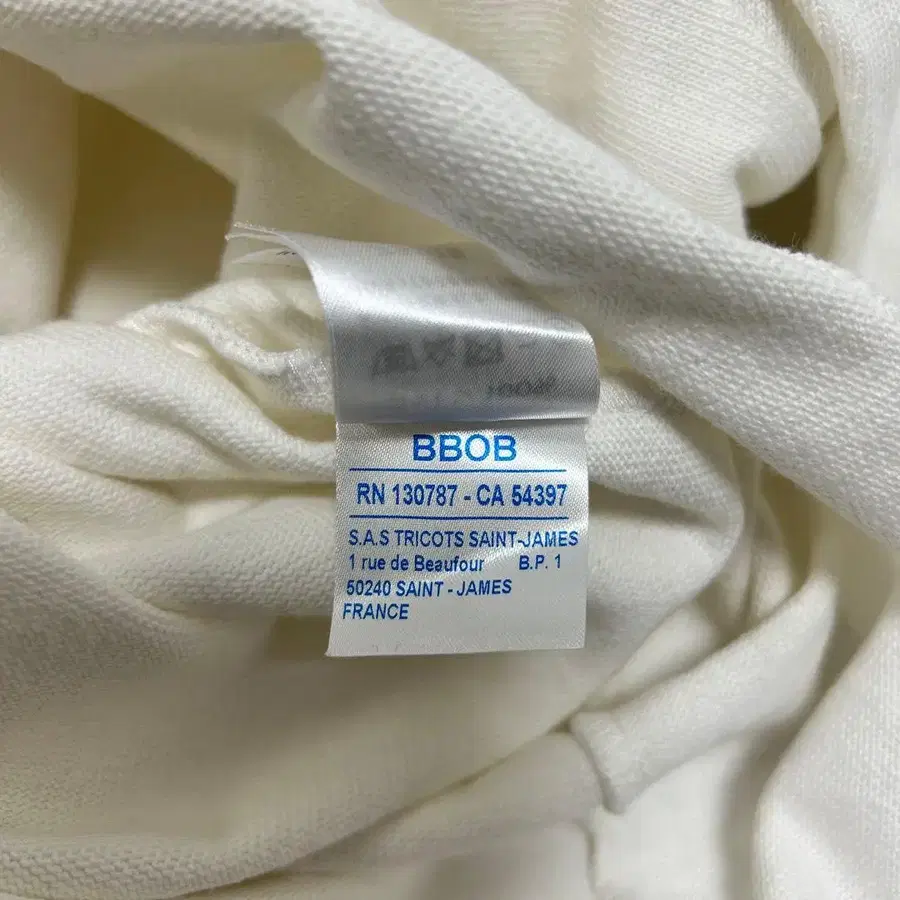 BBOB
RN 130787 - CA 54397
S.A.S TRICOTS SAINT-JAMES
1 rue de Beaufour B.P. 1
50240 SAINT - JAMES
FRANCE